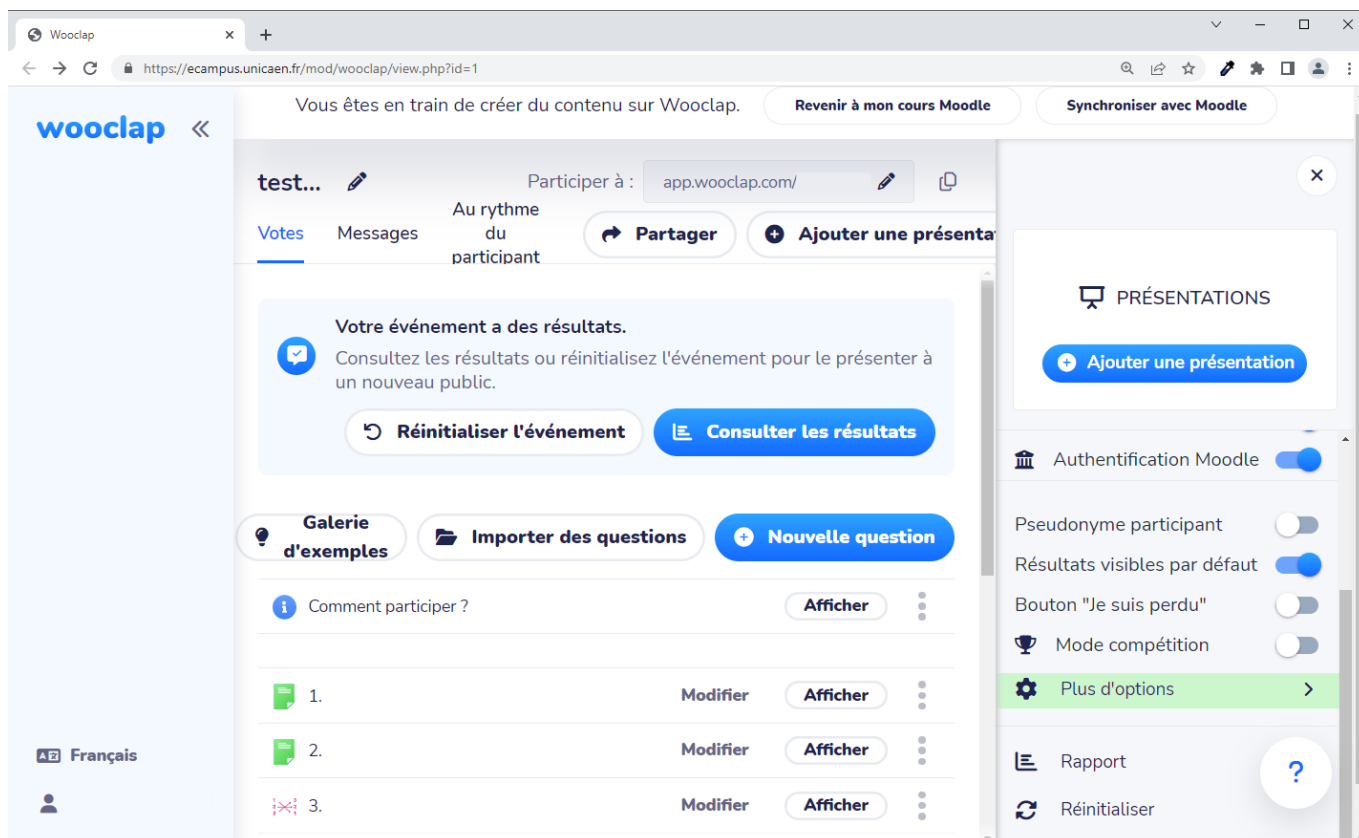 Wooclap
https://ecampus.unicaen.fr/mod/wooclap/view.php?id=1
wooclap
Vous êtes en train de créer du contenu sur Wooclap.
Revenir à mon cours Moodle
Synchroniser avec Moodle
test...
Participer à :
app.wooclap.com/
Votes
Messages
Au rythme
du
participant
Partager
Ajouter une présenta
Votre événement a des résultats.
Consultez les résultats ou réinitialisez l'événement pour le présenter à
un nouveau public.
Réinitialiser l'événement
Consulter les résultats
Galerie
d'exemples
Importer des questions
Nouvelle question
Comment participer ?
Afficher
1.
Modifier
Afficher
2.
Modifier
Afficher
3.
Modifier
Afficher
Français
PRÉSENTATIONS
Ajouter une présentation
Authentification Moodle
Pseudonyme participant
Résultats visibles par défaut
Bouton "Je suis perdu"
Mode compétition
Plus d'options
Rapport
Réinitialiser
?